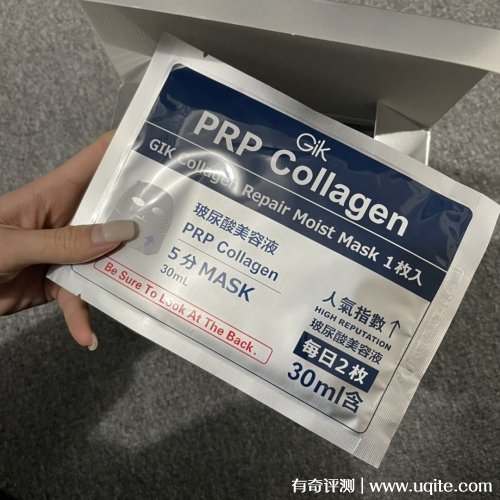 GiK
PRP Collagen
GIK Collagen Repair Moist Mask 1枚入
玻尿酸美容液
PRP Collagen
5分 MASK
30mL
Be Sure To Look At The Back.
人氣指數↑
HIGH REPUTATION
玻尿酸美容液
每日2枚
30ml含
有奇评测 | www.uqite.com